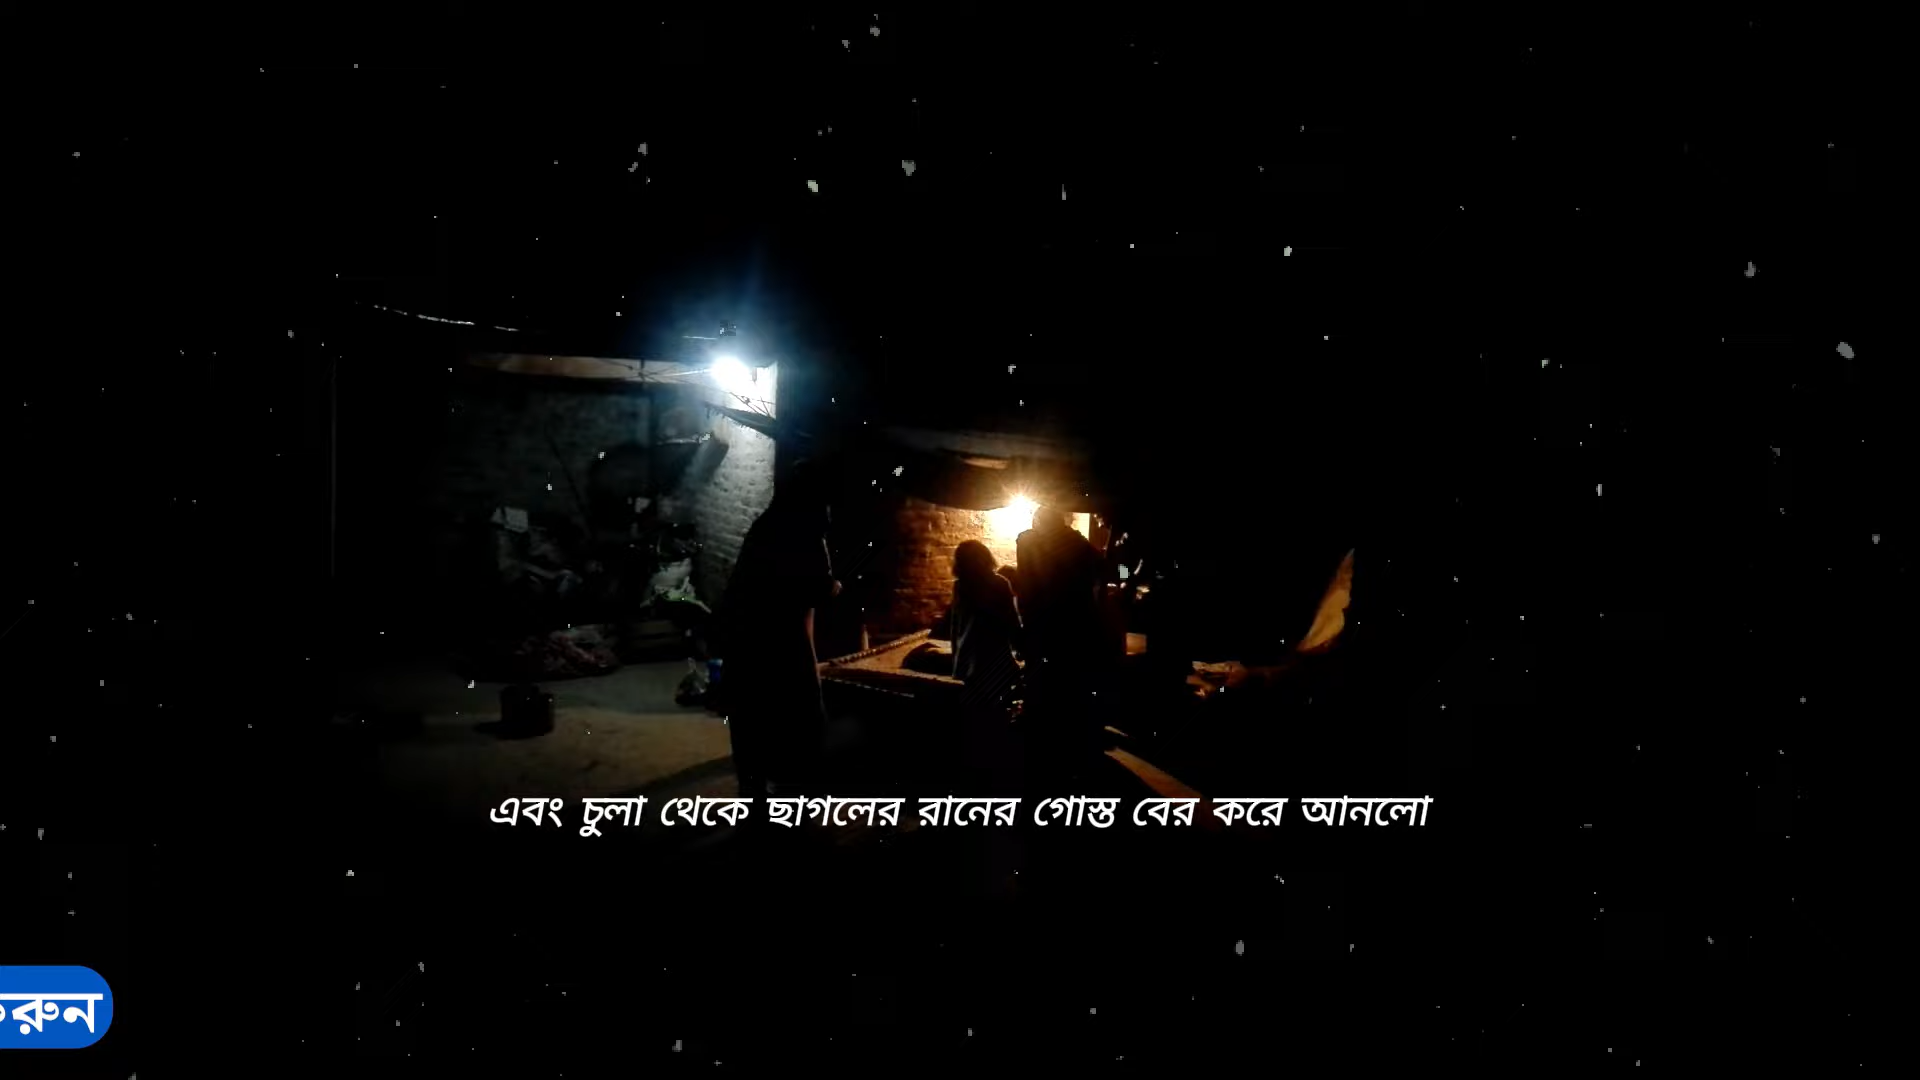 এবং চুলা থেকে ছাগলের রানের গোস্ত বের করে আনলো